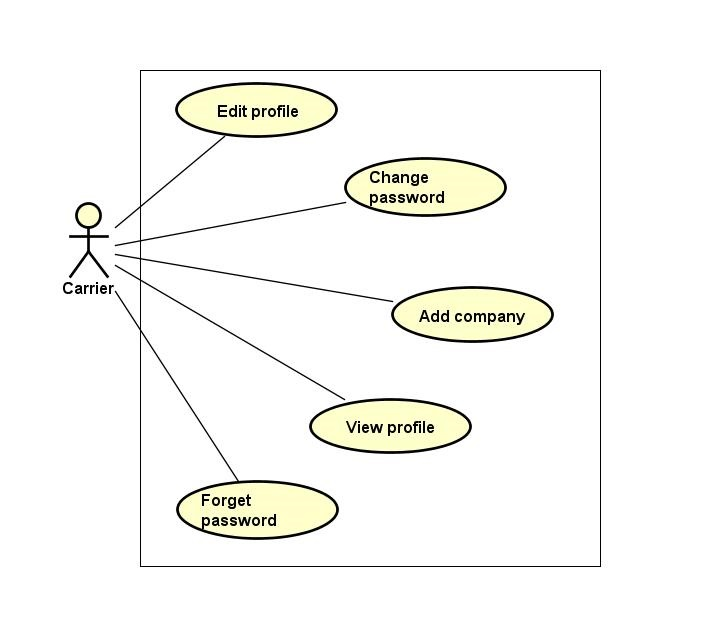 Edit profile
Change
password
Carrier
Add company
View profile
Forget
password